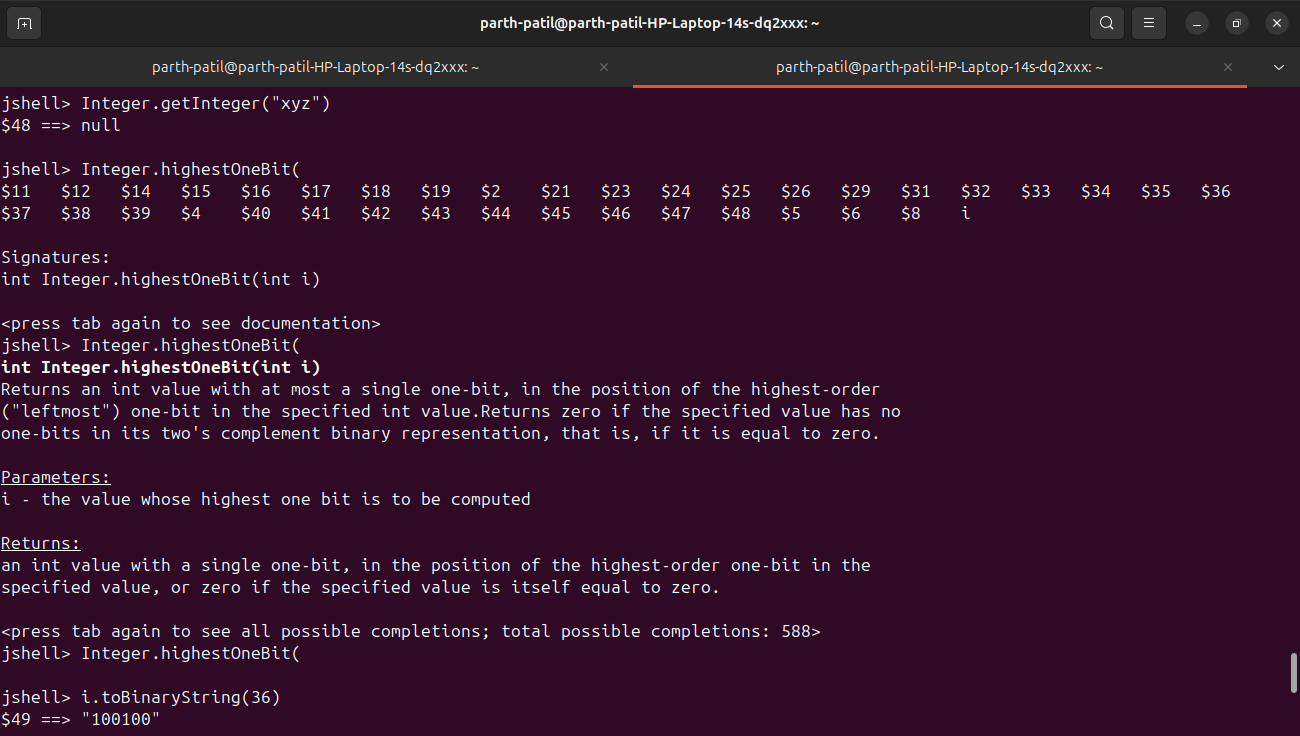 parth-patil@parth-patil-HP-Laptop-14s-dq2xxx: ~
parth-patil@parth-patil-HP-Laptop-14s-dq2xxx: ~ parth-patil@parth-patil-HP-Laptop-14s-dq2xxx: ~
jshell> Integer.getInteger("xyz")
$48 ==> null
jshell> Integer.highestOneBit(
$11 $12 $14 $15 $16 $17 $18 $19 $2 $21 $23 $24 $25 $26 $29 $31 $32 $33 $34 $35 $36
$37 $38 $39 $4 $40 $41 $42 $43 $44 $45 $46 $47 $48 $5 $6 $8 i
Signatures:
int Integer.highestOneBit(int i)
<press tab again to see documentation>
jshell> Integer.highestOneBit(
int Integer.highestOneBit(int i)
Returns an int value with at most a single one-bit, in the position of the highest-order
("leftmost") one-bit in the specified int value.Returns zero if the specified value has no
one-bits in its two's complement binary representation, that is, if it is equal to zero.
Parameters:
i - the value whose highest one bit is to be computed
Returns:
an int value with a single one-bit, in the position of the highest-order one-bit in the
specified value, or zero if the specified value is itself equal to zero.
<press tab again to see all possible completions; total possible completions: 588>
jshell> Integer.highestOneBit(
jshell> i.toBinaryString(36)
$49 ==> "100100"